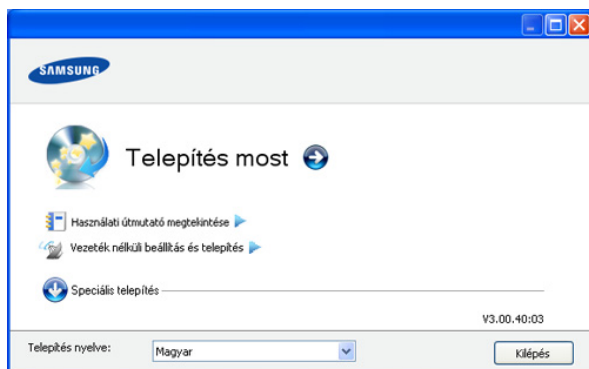 SAMSUNG
Telepítés most
Használati útmutató megtekintése
Vezeték nélküli beállítás és telepítés
Speciális telepítés
V3.00.40:03
Telepítés nyelve:
Magyar
Kilépés